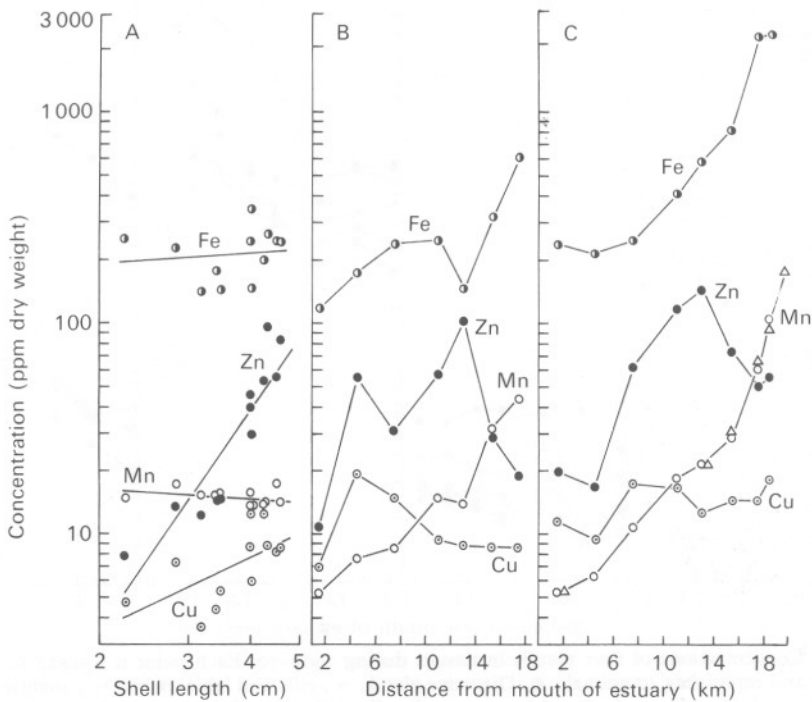 3 000
1 000
100
10
Concentration (ppm dry weight)
A
Fe
Zn
Mn
Cu
2
3
4
5
Shell length (cm)
B
Fe
Zn
Mn
Cu
2
6
10
14
18
C
Fe
Zn
Mn
Cu
2
6
10
14
18
Distance from mouth of estuary (km)